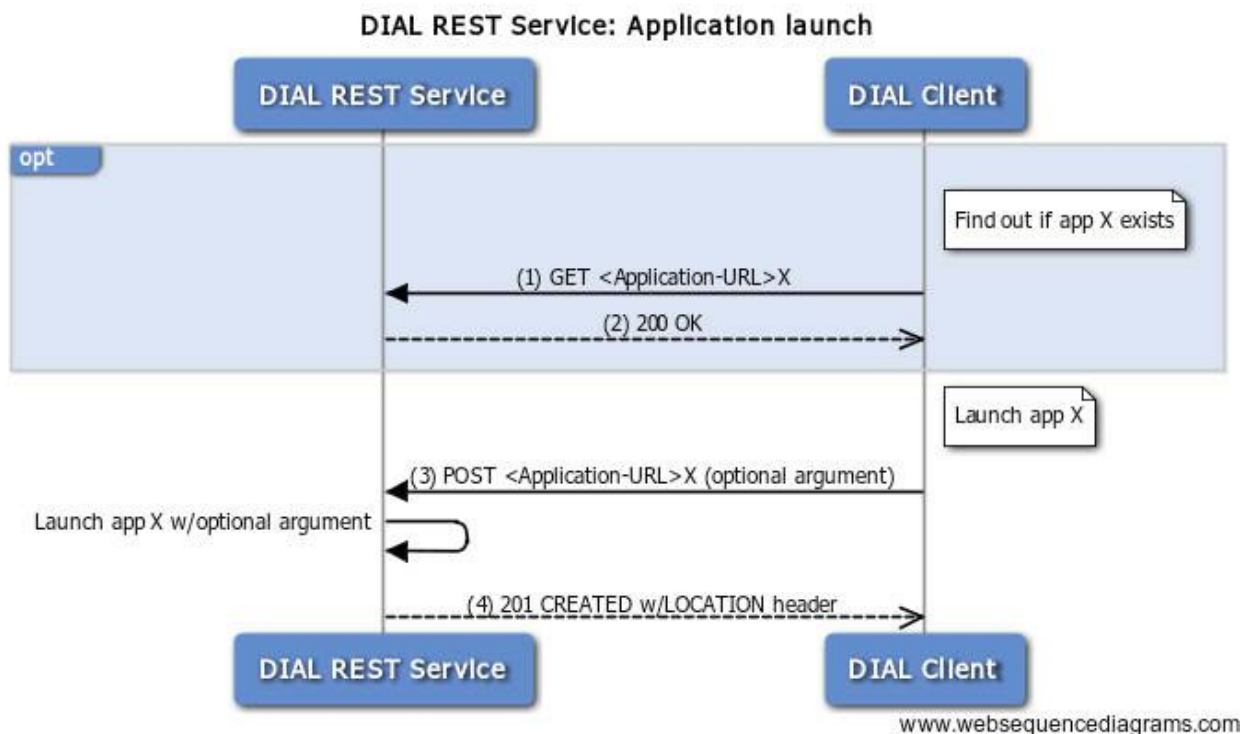 DIAL REST Service: Application launch
DIAL REST Service
DIAL Client
opt
Find out if app X exists
(1) GET <Application-URL>X
(2) 200 OK
Launch app X
(3) POST <Application-URL>X (optional argument)
Launch app X w/optional argument
(4) 201 CREATED w/LOCATION header
DIAL REST Service
DIAL Client
www.websequencediagrams.com